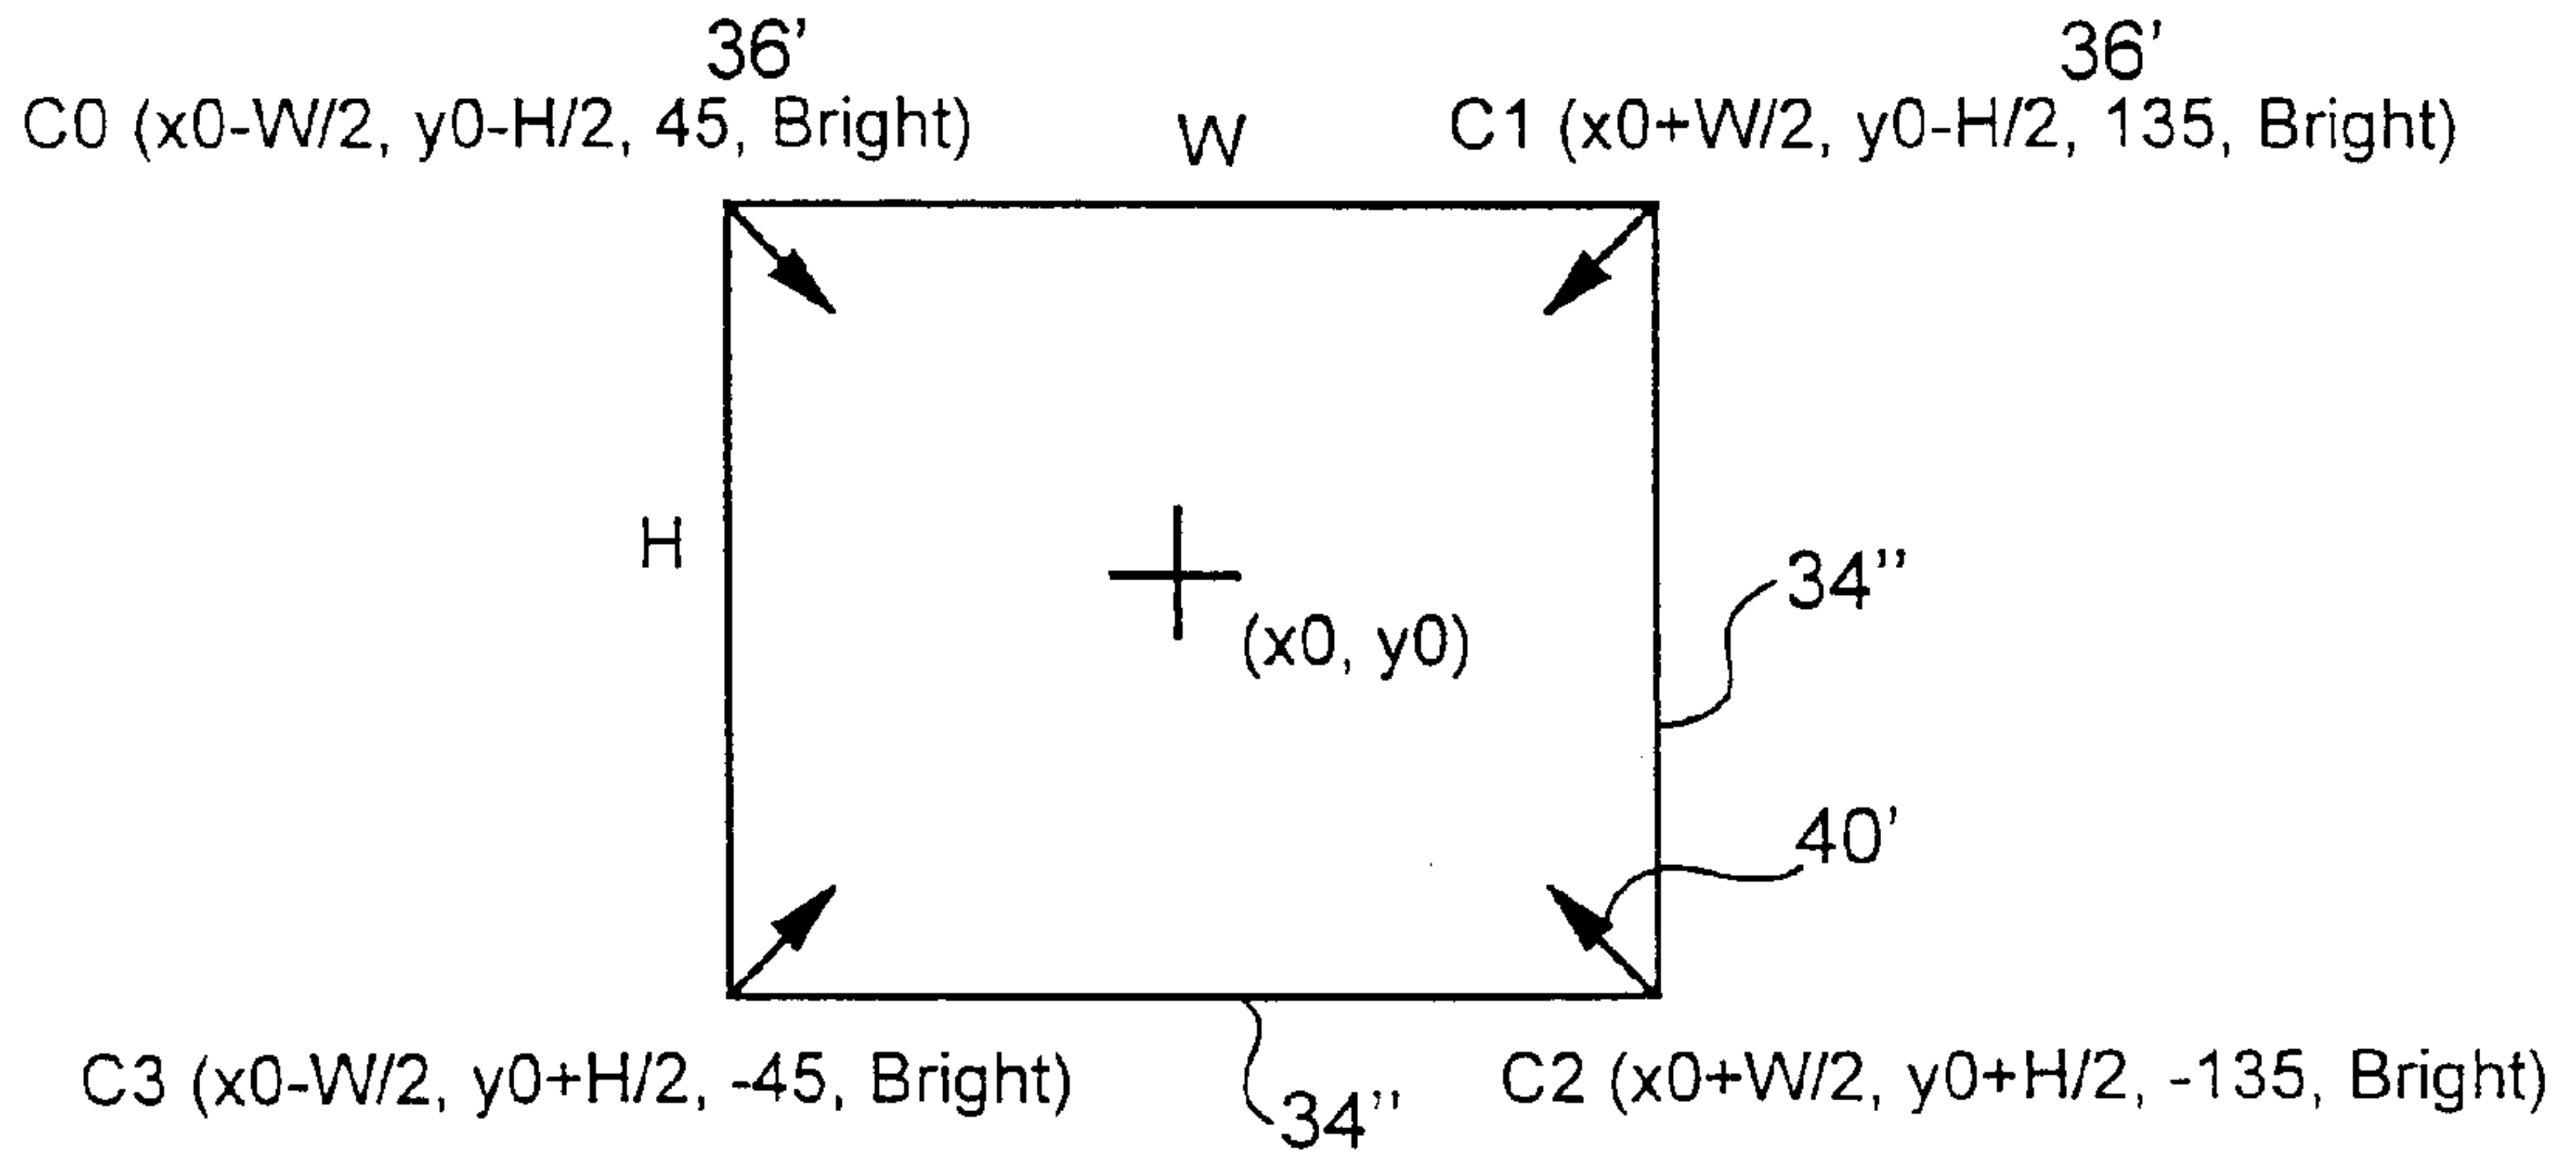 36’ 36’
C0 (x0-W/2, y0-H/2, 45, Bright) W C1 (x0+W/2, y0-H/2, 135, Bright)
H
34’’
(x0, y0)
40’
C3 (x0-W/2, y0+H/2, -45, Bright) C2 (x0+W/2, y0+H/2, -135, Bright)
34’’